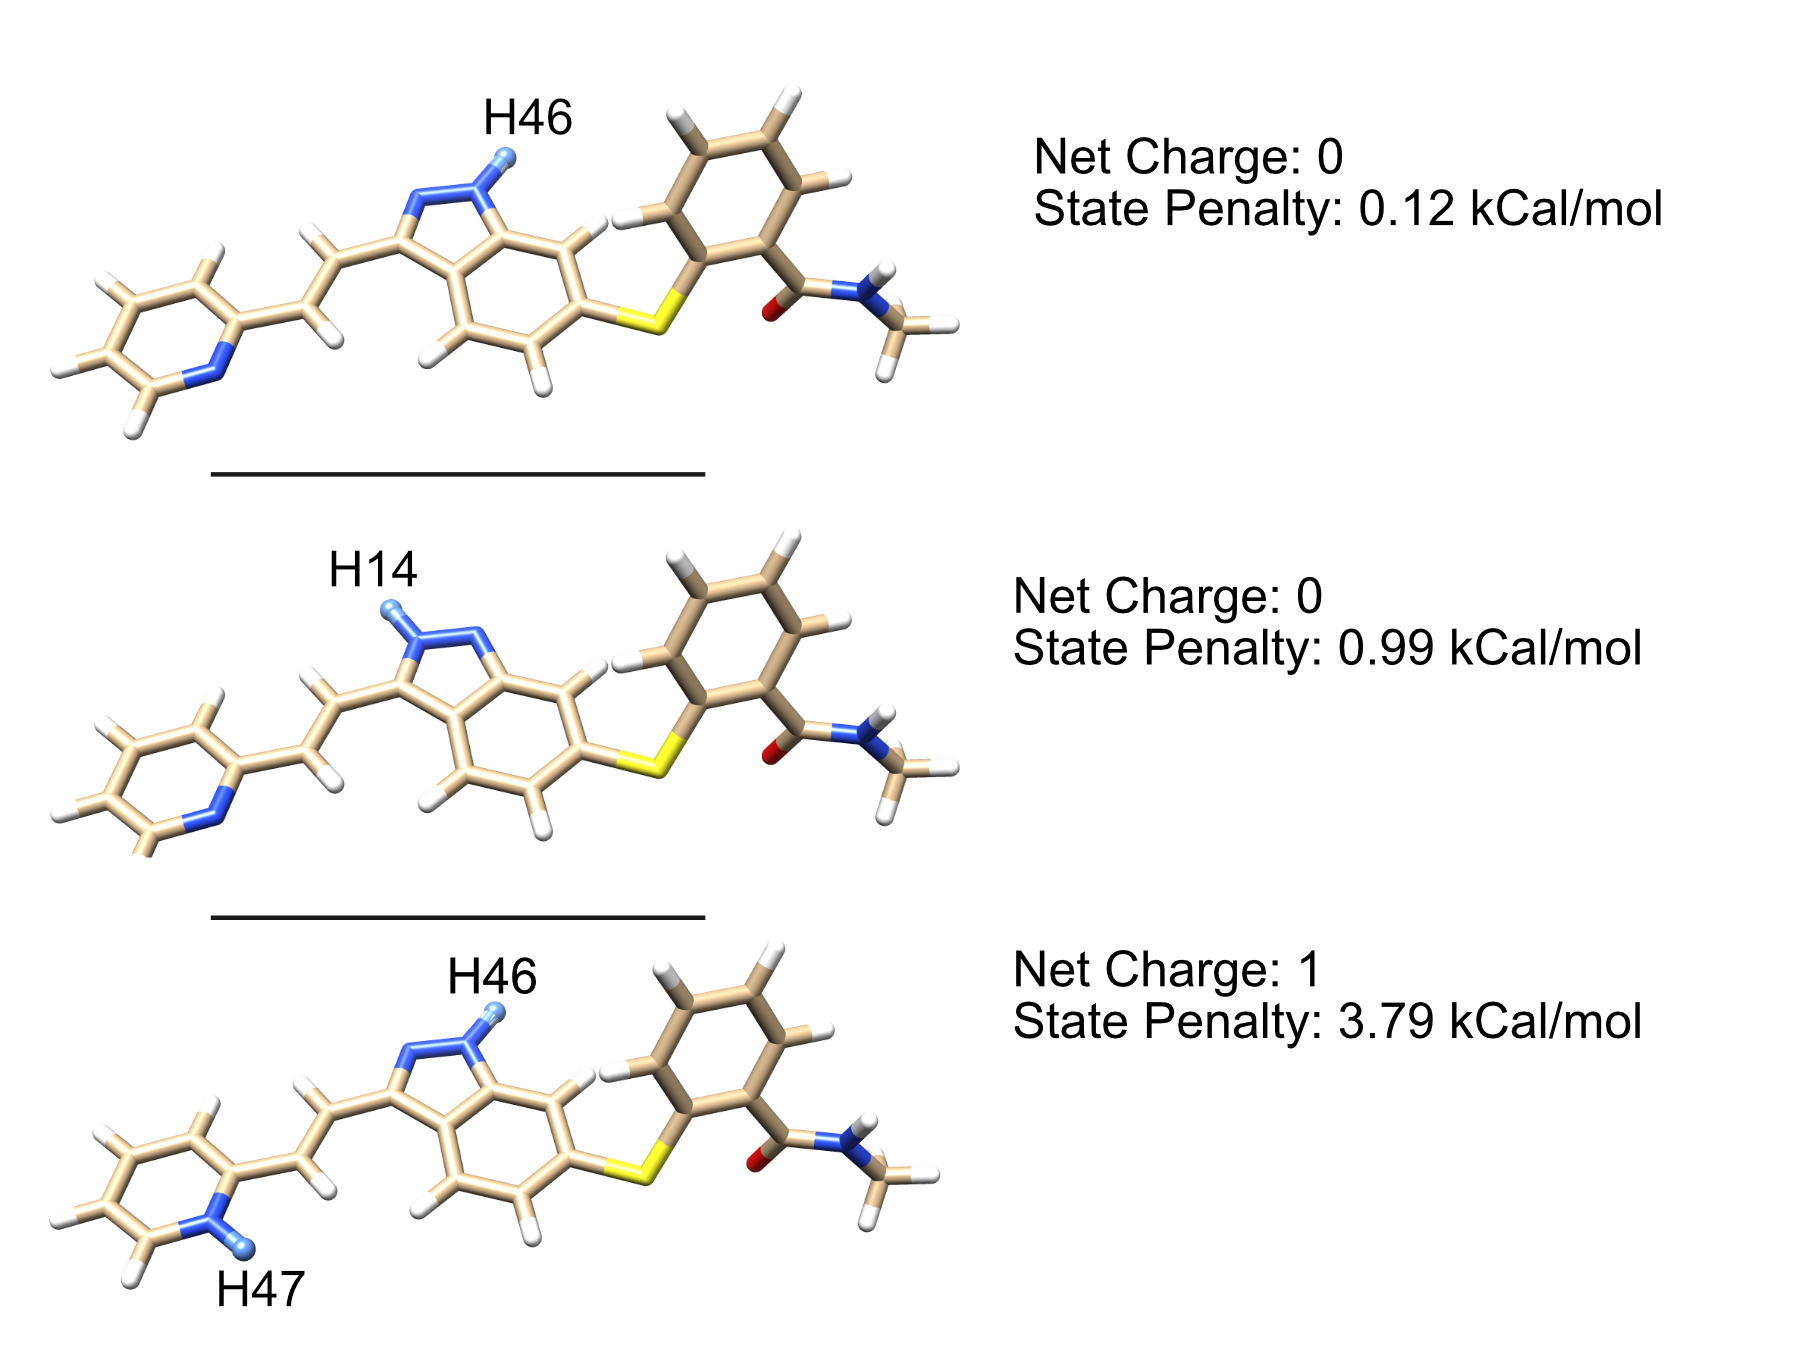 H46
Net Charge: 0
State Penalty: 0.12 kCal/mol
H14
Net Charge: 0
State Penalty: 0.99 kCal/mol
H46
Net Charge: 1
State Penalty: 3.79 kCal/mol
H47